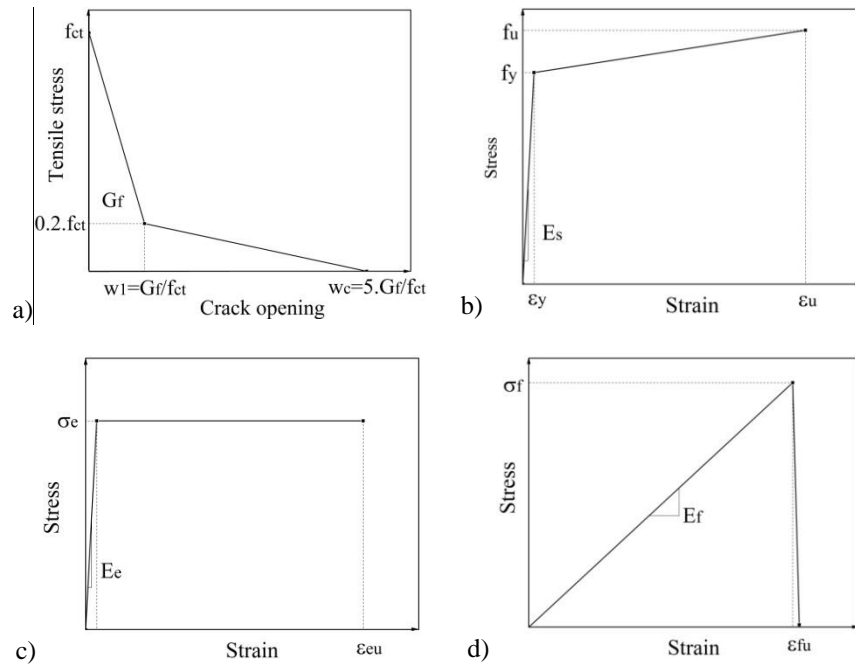 fct
Tensile stress
Gf
0.2.fct
w1=Gf/fct
wc=5.Gf/fct
Crack opening
a)
fu
fy
Stress
Es
εy
Strain
εu
b)
σe
Stress
Ee
Strain
εeu
c)
σf
Stress
Ef
Strain
εfu
d)